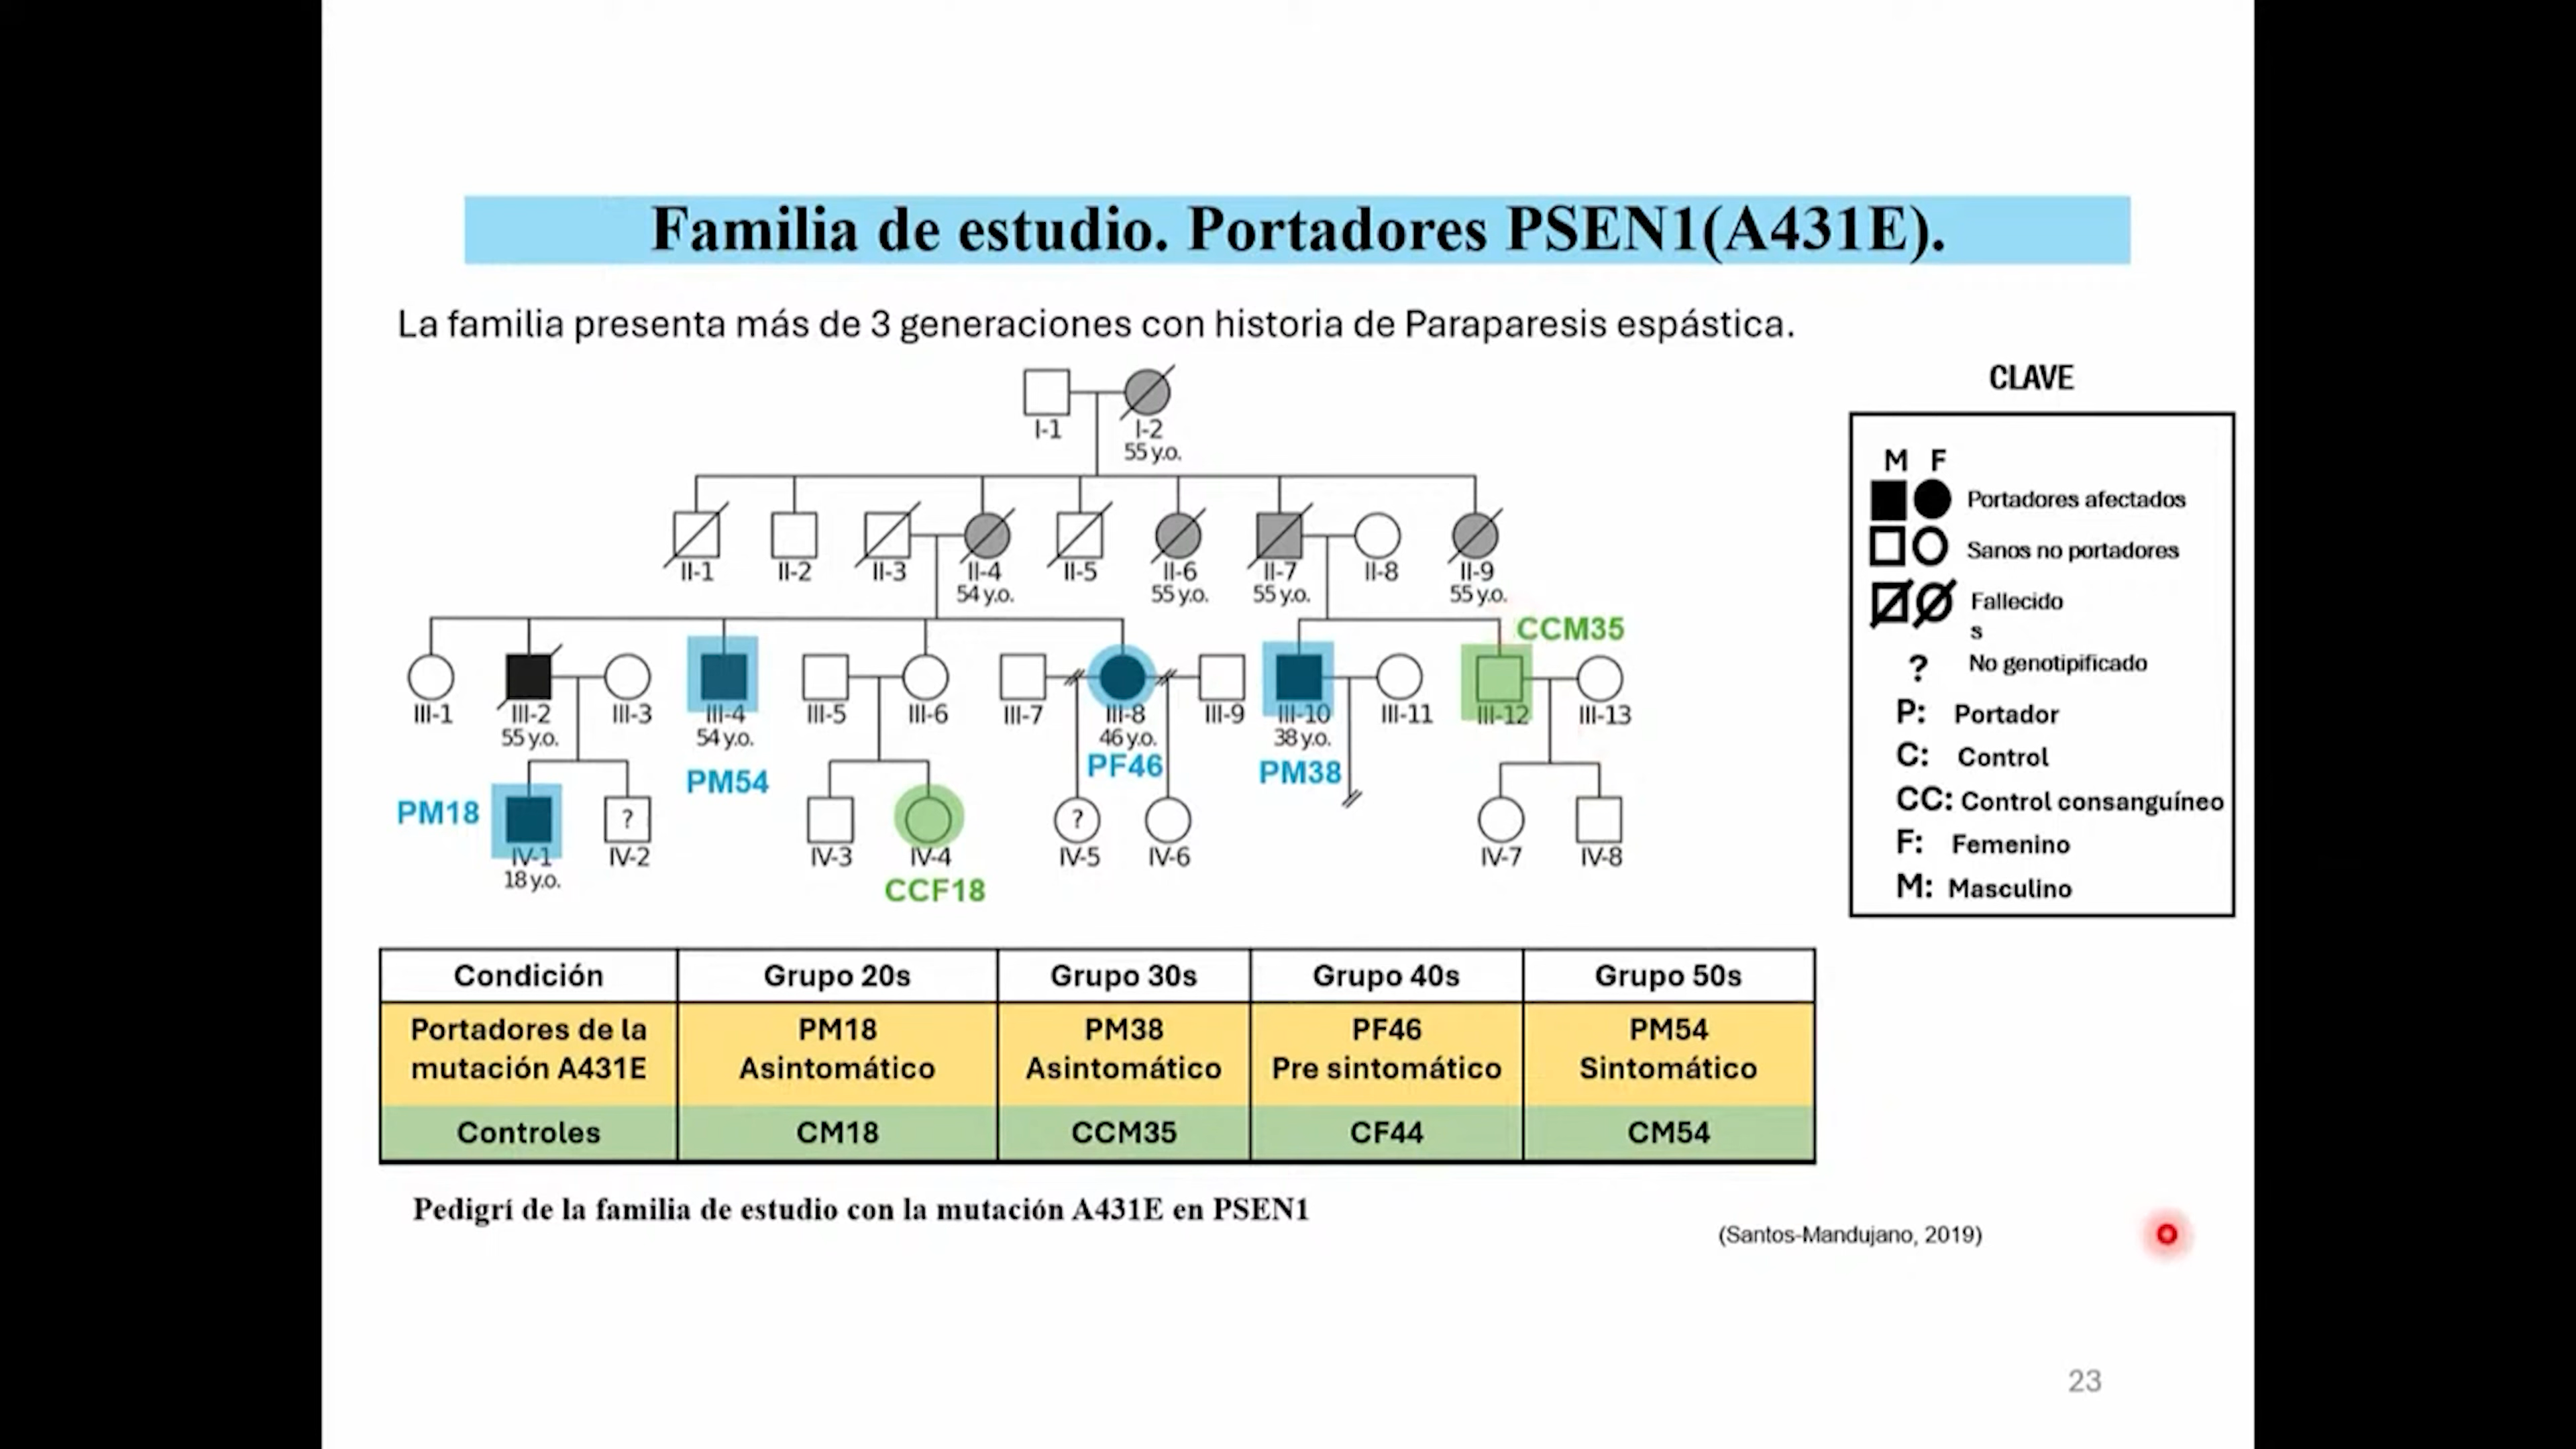 Familia de estudio. Portadores PSEN1(A431E).
La familia presenta más de 3 generaciones con historia de Paraparesis espástica.
I-1
I-2
55 y.o.
II-1
II-2
II-3
II-4
54 y.o.
II-5
II-6
55 y.o.
II-7
55 y.o.
II-8
II-9
55 y.o.
CCM35
III-1
III-2
55 y.o.
III-3
III-4
54 y.o.
PM54
III-5
III-6
III-7
III-8
46 y.o.
PF46
III-9
III-10
38 y.o.
PM38
III-11
III-12
III-13
PM18
IV-1
18 y.o.
?
IV-2
IV-3
IV-4
CCF18
?
IV-5
IV-6
IV-7
IV-8
CLAVE
M F
Portadores afectados
Sanos no portadores
Fallecido
s
? No genotipificado
P: Portador
C: Control
CC: Control consanguíneo
F: Femenino
M: Masculino
Condición Grupo 20s Grupo 30s Grupo 40s Grupo 50s
Portadores de la PM18 PM38 PF46 PM54
mutación A431E Asintomático Asintomático Pre sintomático Sintomático
Controles CM18 CCM35 CF44 CM54
Pedigrí de la familia de estudio con la mutación A431E en PSEN1
(Santos-Mandujano, 2019)
23